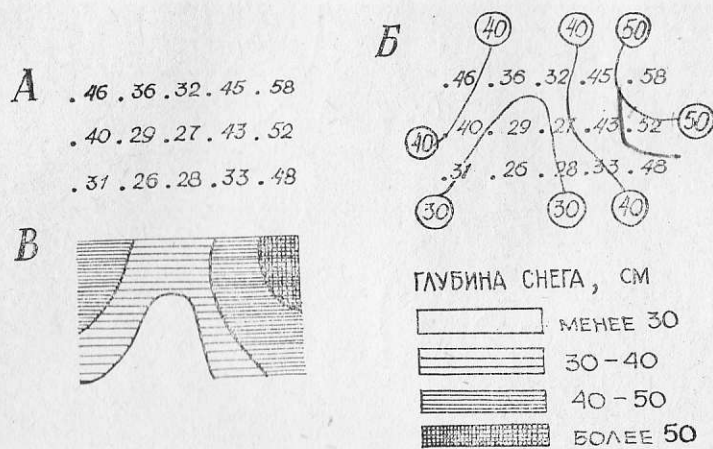 А
.46 .36 .32 .45 .58
.40 .29 .27 .43 .52
.31 .26 .28 .33 .48
Б
40 40 50
.46 .36 .32 .45 .58
40 .40 .29 .27 .43 .52 50
.31 .26 .28 .33 .48
30 30 40
В
ГЛУБИНА СНЕГА, СМ
МЕНЕЕ 30
30-40
40-50
БОЛЕЕ 50